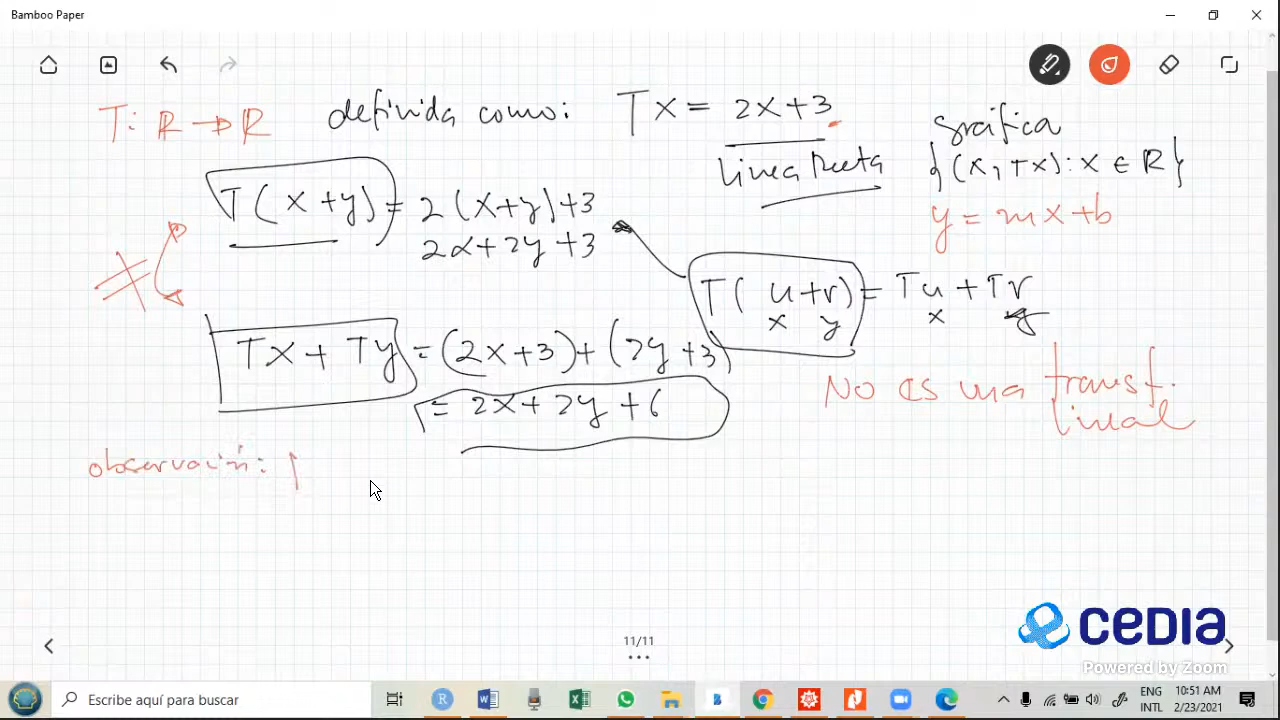 Bamboo Paper
T: R → R definida como: Tx = 2x+3
línea Recta
gráfica
{(x, Tx): x ∈ R}
y = mx + b
T(x+y) = 2(x+y)+3
2x+2y+3
≠
T(u+v) = Tu + Tv
x y x y
Tx + Ty = (2x+3)+(2y+3)
= 2x+2y+6
No es una transf.
lineal
observación:
11/11
CEDIA
Powered by Zoom
Escribe aquí para buscar
ENG
INTL
10:51 AM
2/23/2021